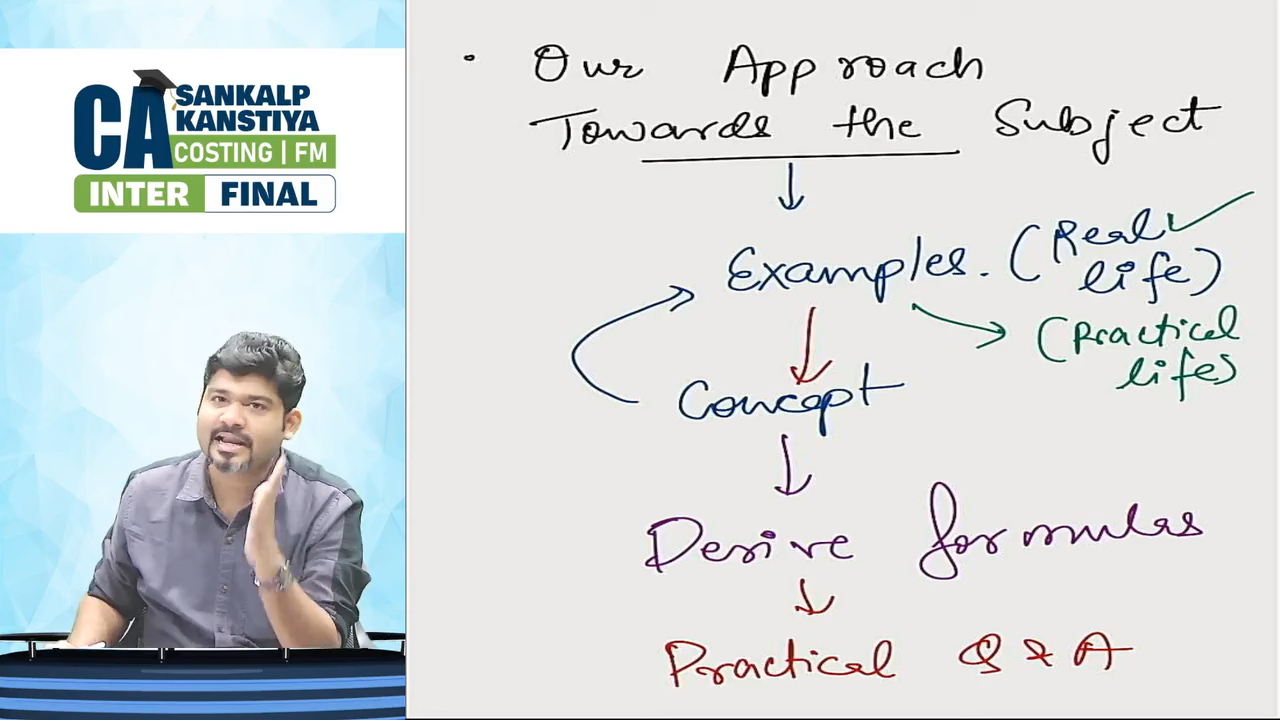 CA
SANKALP
KANSTIYA
COSTING | FM
INTER FINAL
• Our Approach
Towards the Subject
Examples. (Real
life)
(Practical
life)
Concept
Derive formulas
Practical Q & A